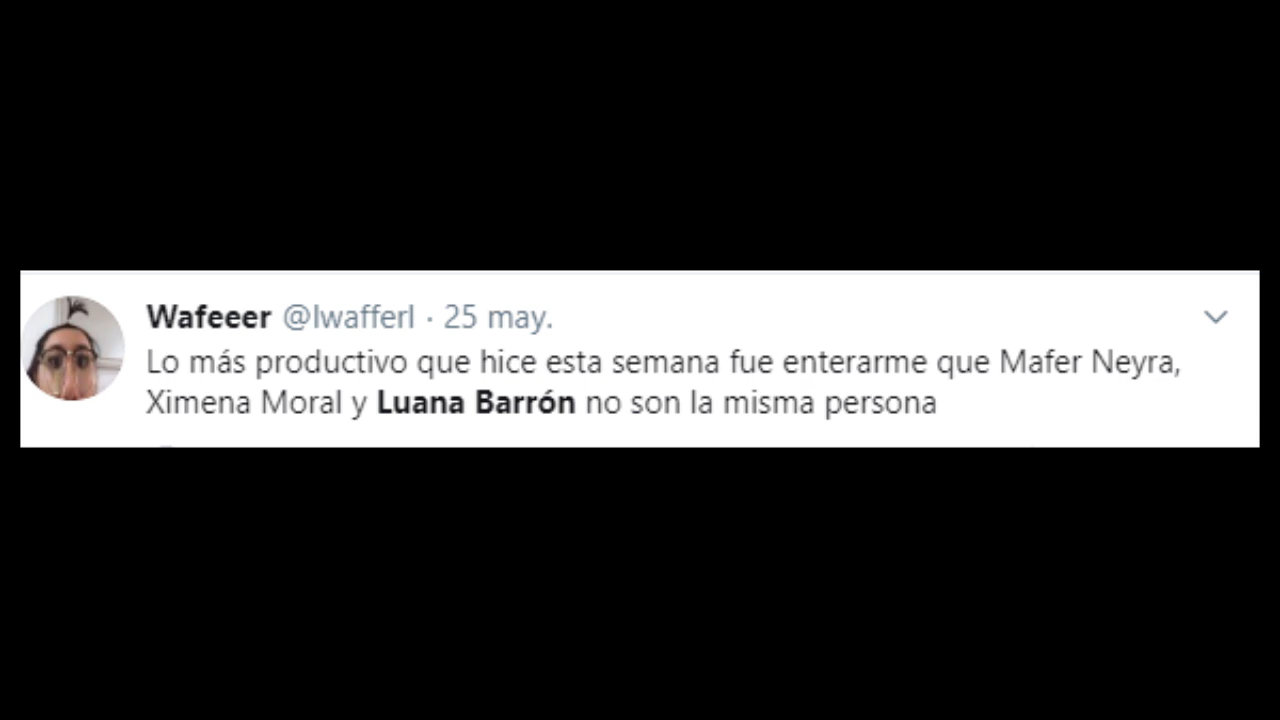 Wafeeer @lwafferl · 25 may.
Lo más productivo que hice esta semana fue enterarme que Mafer Neyra,
Ximena Moral y Luana Barrón no son la misma persona